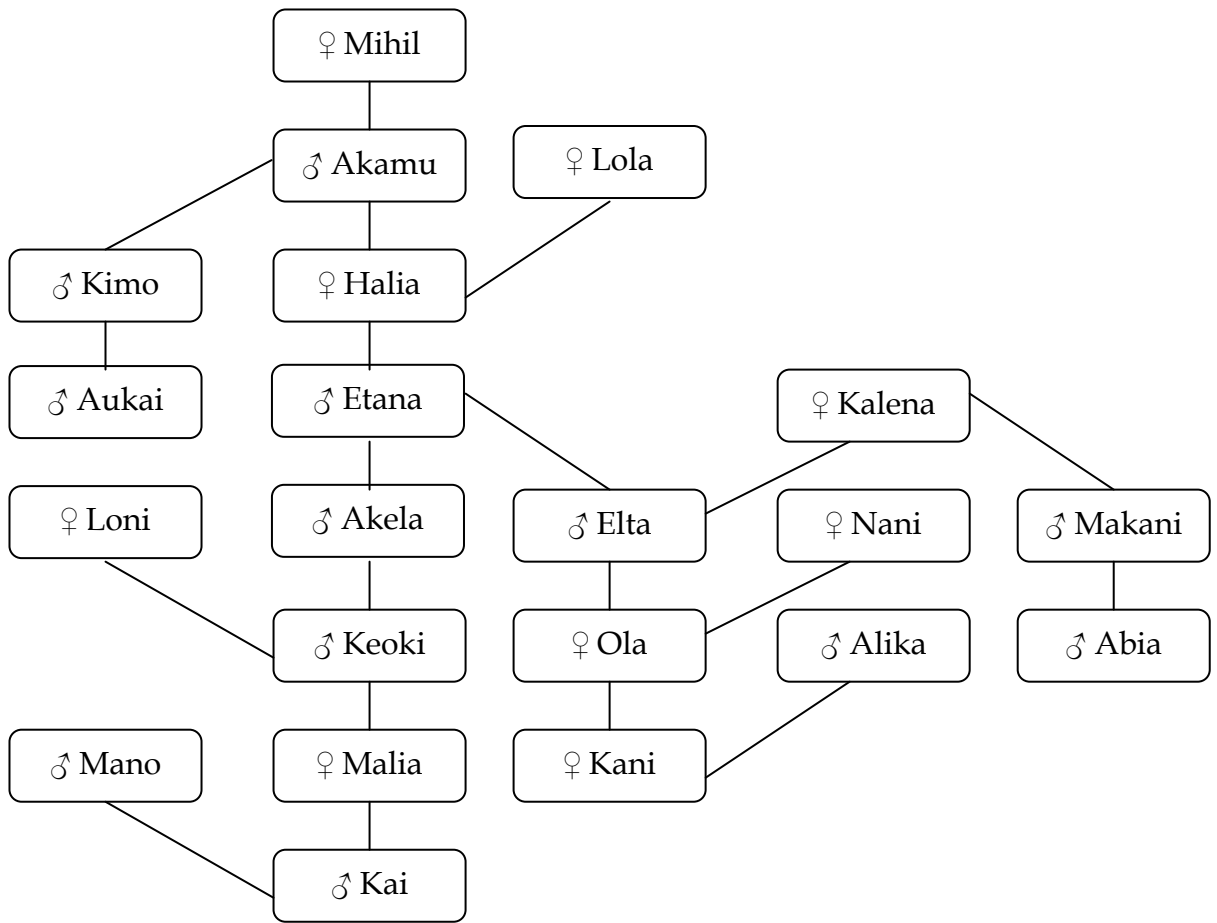 ♀ Mihil
♂ Akamu
♀ Lola
♂ Kimo
♀ Halia
♂ Aukai
♂ Etana
♀ Kalena
♀ Loni
♂ Akela
♂ Elta
♀ Nani
♂ Makani
♂ Keoki
♀ Ola
♂ Alika
♂ Abia
♂ Mano
♀ Malia
♀ Kani
♂ Kai